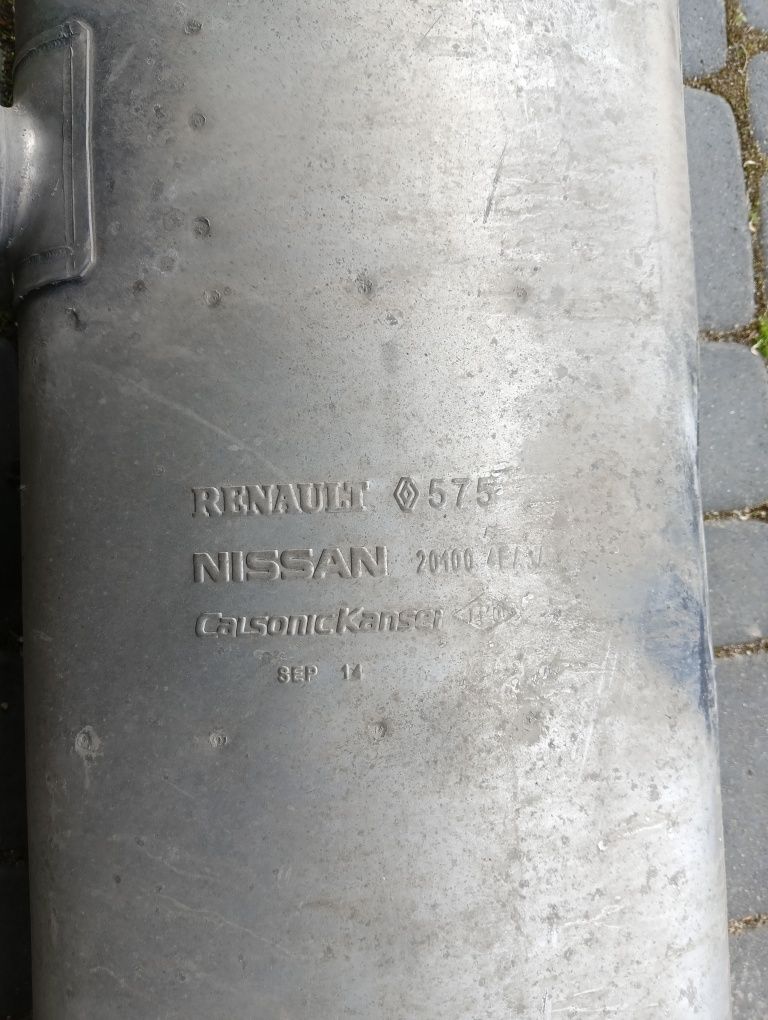 RENAULT 575
NISSAN 20100
CalsonicKansei
SEP 14